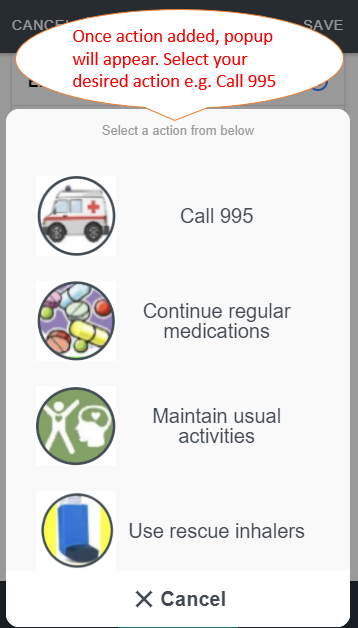 CANCEL
SAVE
Once action added, popup
will appear. Select your
desired action e.g. Call 995
Select a action from below
Call 995
Continue regular
medications
Maintain usual
activities
Use rescue inhalers
Cancel